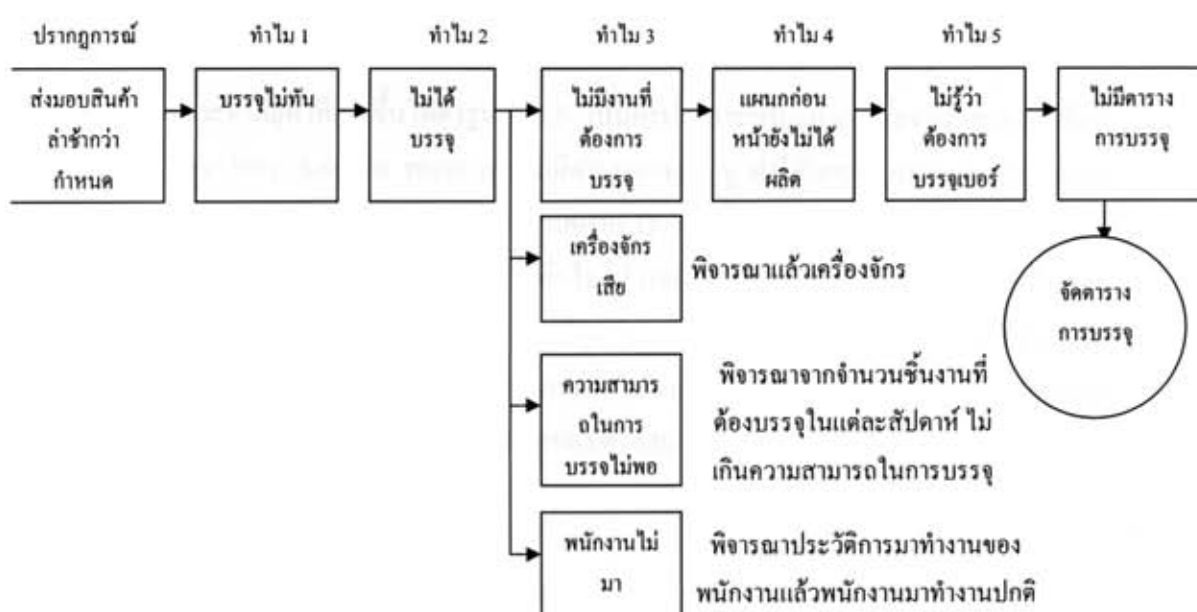 ปรากฎการณ์ ทำไม 1 ทำไม 2 ทำไม 3 ทำไม 4 ทำไม 5
ส่งมอบสินค้า
ล่าช้ากว่า
กำหนด
บรรจุไม่ทัน
ไม่ได้
บรรจุ
ไม่มีงานที่
ต้องการ
บรรจุ
แผนกก่อน
หน้ายังไม่ได้
ผลิต
ไม่รู้ว่า
ต้องการ
บรรจุเบอร์
ไม่มีตาราง
การบรรจุ
เครื่องจักร
เสีย
พิจารณาแล้วเครื่องจักร
จัดตาราง
การบรรจุ
ความสามาร
ถในการ
บรรจุไม่พอ
พิจารณาจากจำนวนชิ้นงานที่
ต้องบรรจุในแต่ละสัปดาห์ ไม่
เกินความสามารถในการบรรจุ
พนักงานไม่
มา
พิจารณาประวัติการมาทำงานของ
พนักงานแล้วพนักงานมาทำงานปกติ